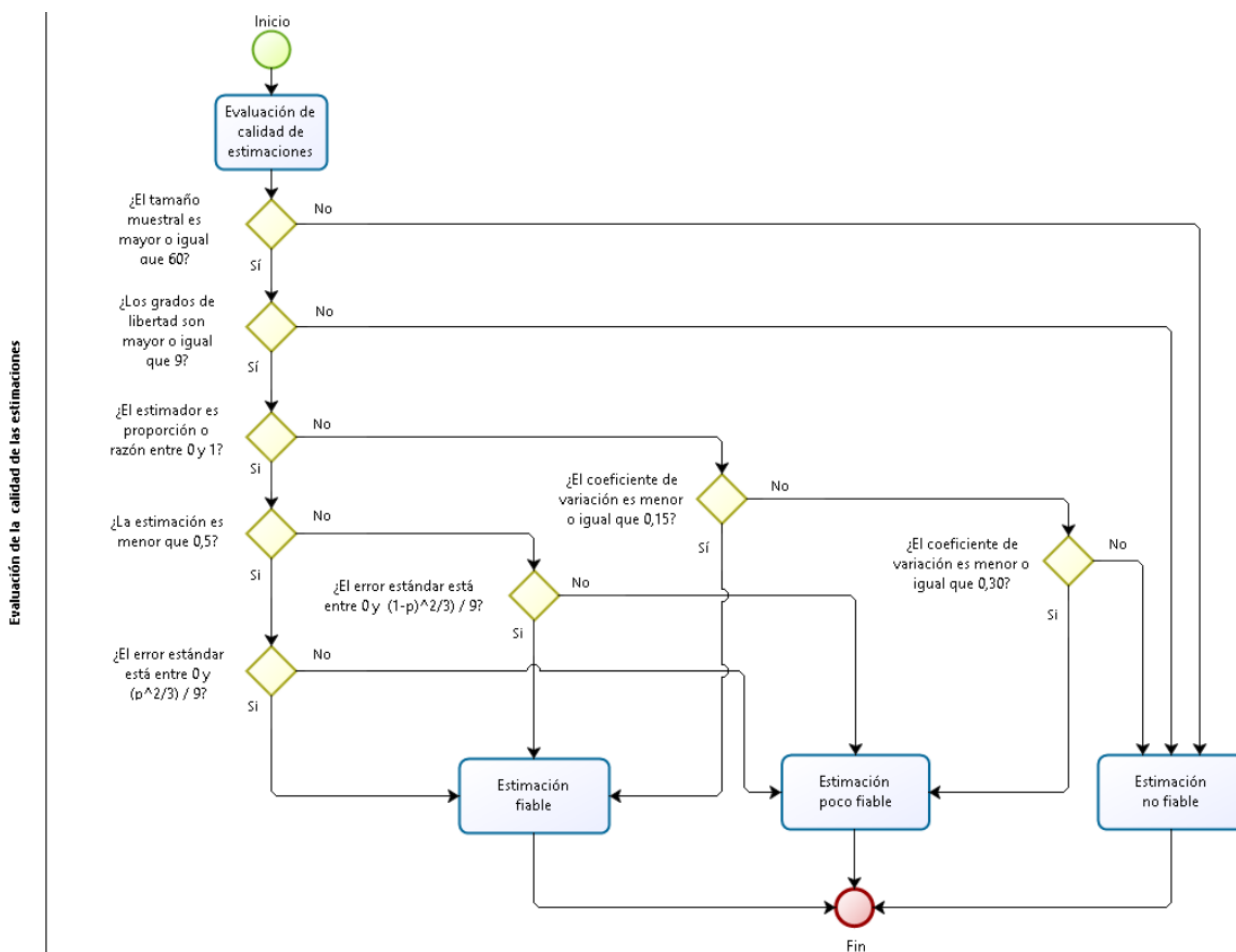 Evaluación de la calidad de las estimaciones
Inicio
Evaluación de
calidad de
estimaciones
¿El tamaño
muestral es
mayor o igual
que 60?
No
Sí
¿Los grados de
libertad son
mayor o igual
que 9?
No
Sí
¿El estimador es
proporción o
razón entre 0 y 1?
No
Si
¿El coeficiente de
variación es menor
o igual que 0,15?
No
Sí
¿La estimación es
menor que 0,5?
No
Si
¿El coeficiente de
variación es menor o
igual que 0,30?
No
Si
¿El error estándar está
entre 0 y (1-p)^2/3) / 9?
No
Si
¿El error estándar
está entre 0 y
(p^2/3) / 9?
No
Si
Estimación
fiable
Estimación
poco fiable
Estimación
no fiable
Fin